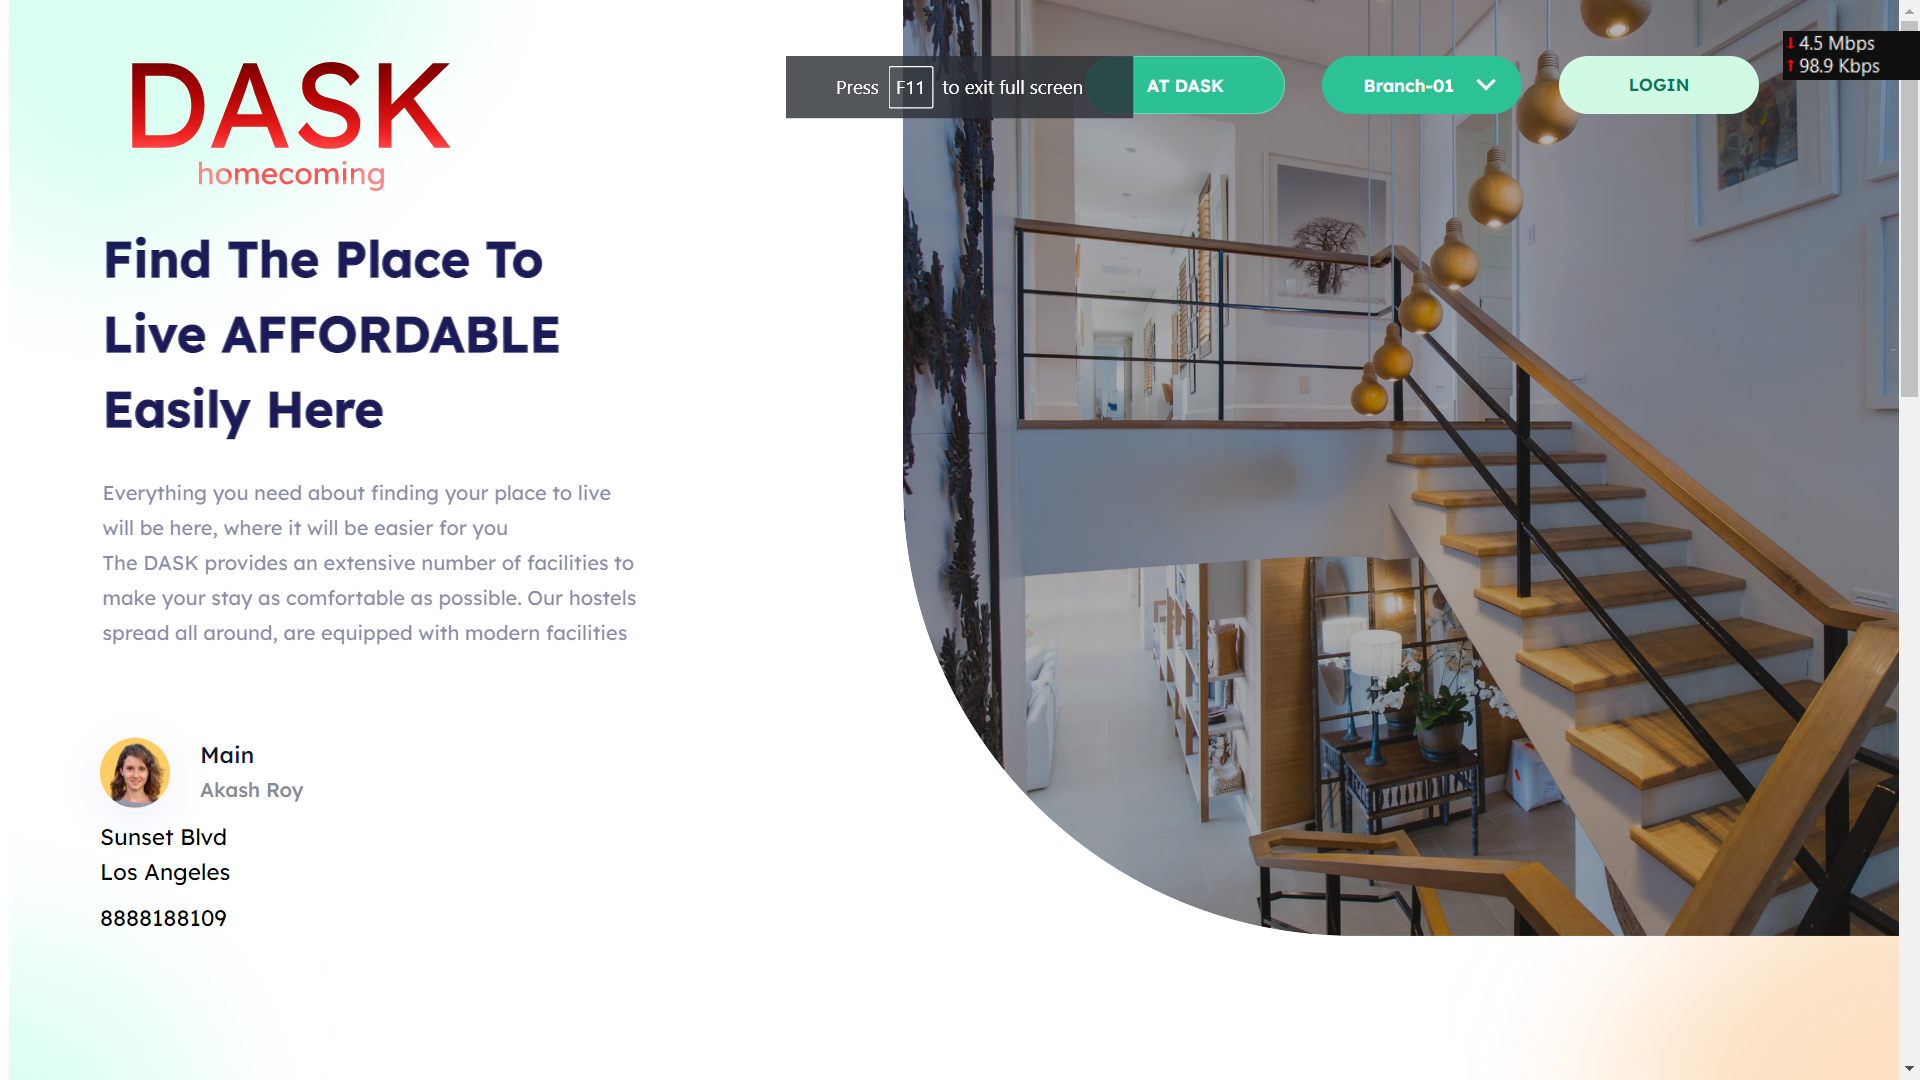 DASK
homecoming
Press F11 to exit full screen
AT DASK
Branch-01
LOGIN
4.5 Mbps
98.9 Kbps
Find The Place To
Live AFFORDABLE
Easily Here
Everything you need about finding your place to live
will be here, where it will be easier for you
The DASK provides an extensive number of facilities to
make your stay as comfortable as possible. Our hostels
spread all around, are equipped with modern facilities
Main
Akash Roy
Sunset Blvd
Los Angeles
8888188109